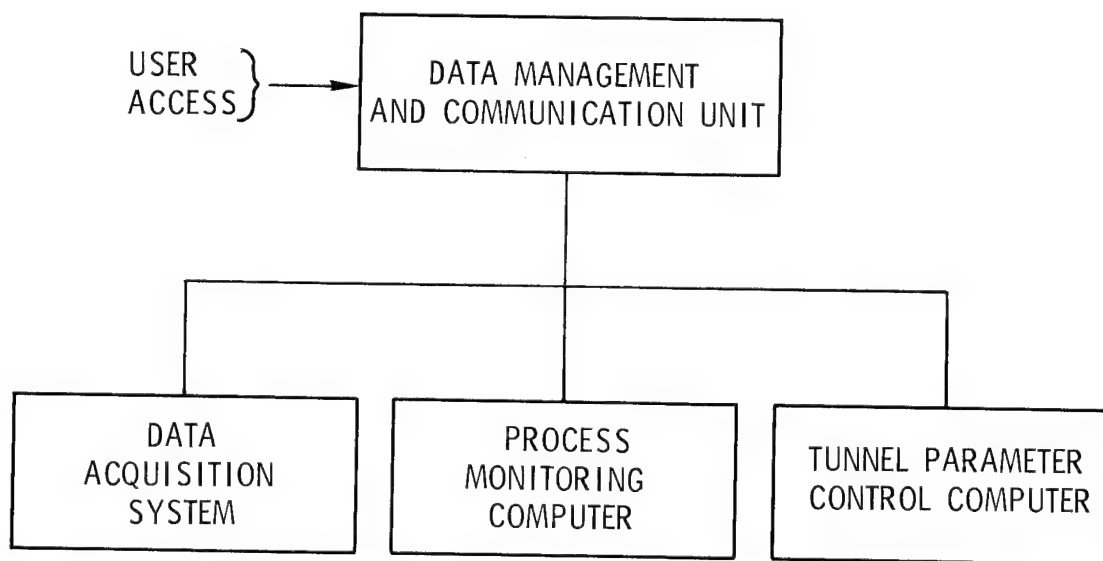 USER
ACCESS
DATA MANAGEMENT
AND COMMUNICATION UNIT
DATA
ACQUISITION
SYSTEM
PROCESS
MONITORING
COMPUTER
TUNNEL PARAMETER
CONTROL COMPUTER